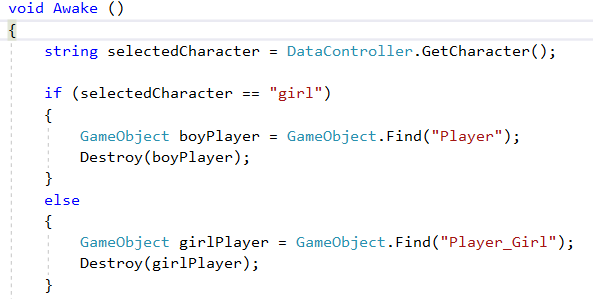 void Awake ()
{
    string selectedCharacter = DataController.GetCharacter();

    if (selectedCharacter == "girl")
    {
        GameObject boyPlayer = GameObject.Find("Player");
        Destroy(boyPlayer);
    }
    else
    {
        GameObject girlPlayer = GameObject.Find("Player_Girl");
        Destroy(girlPlayer);
    }